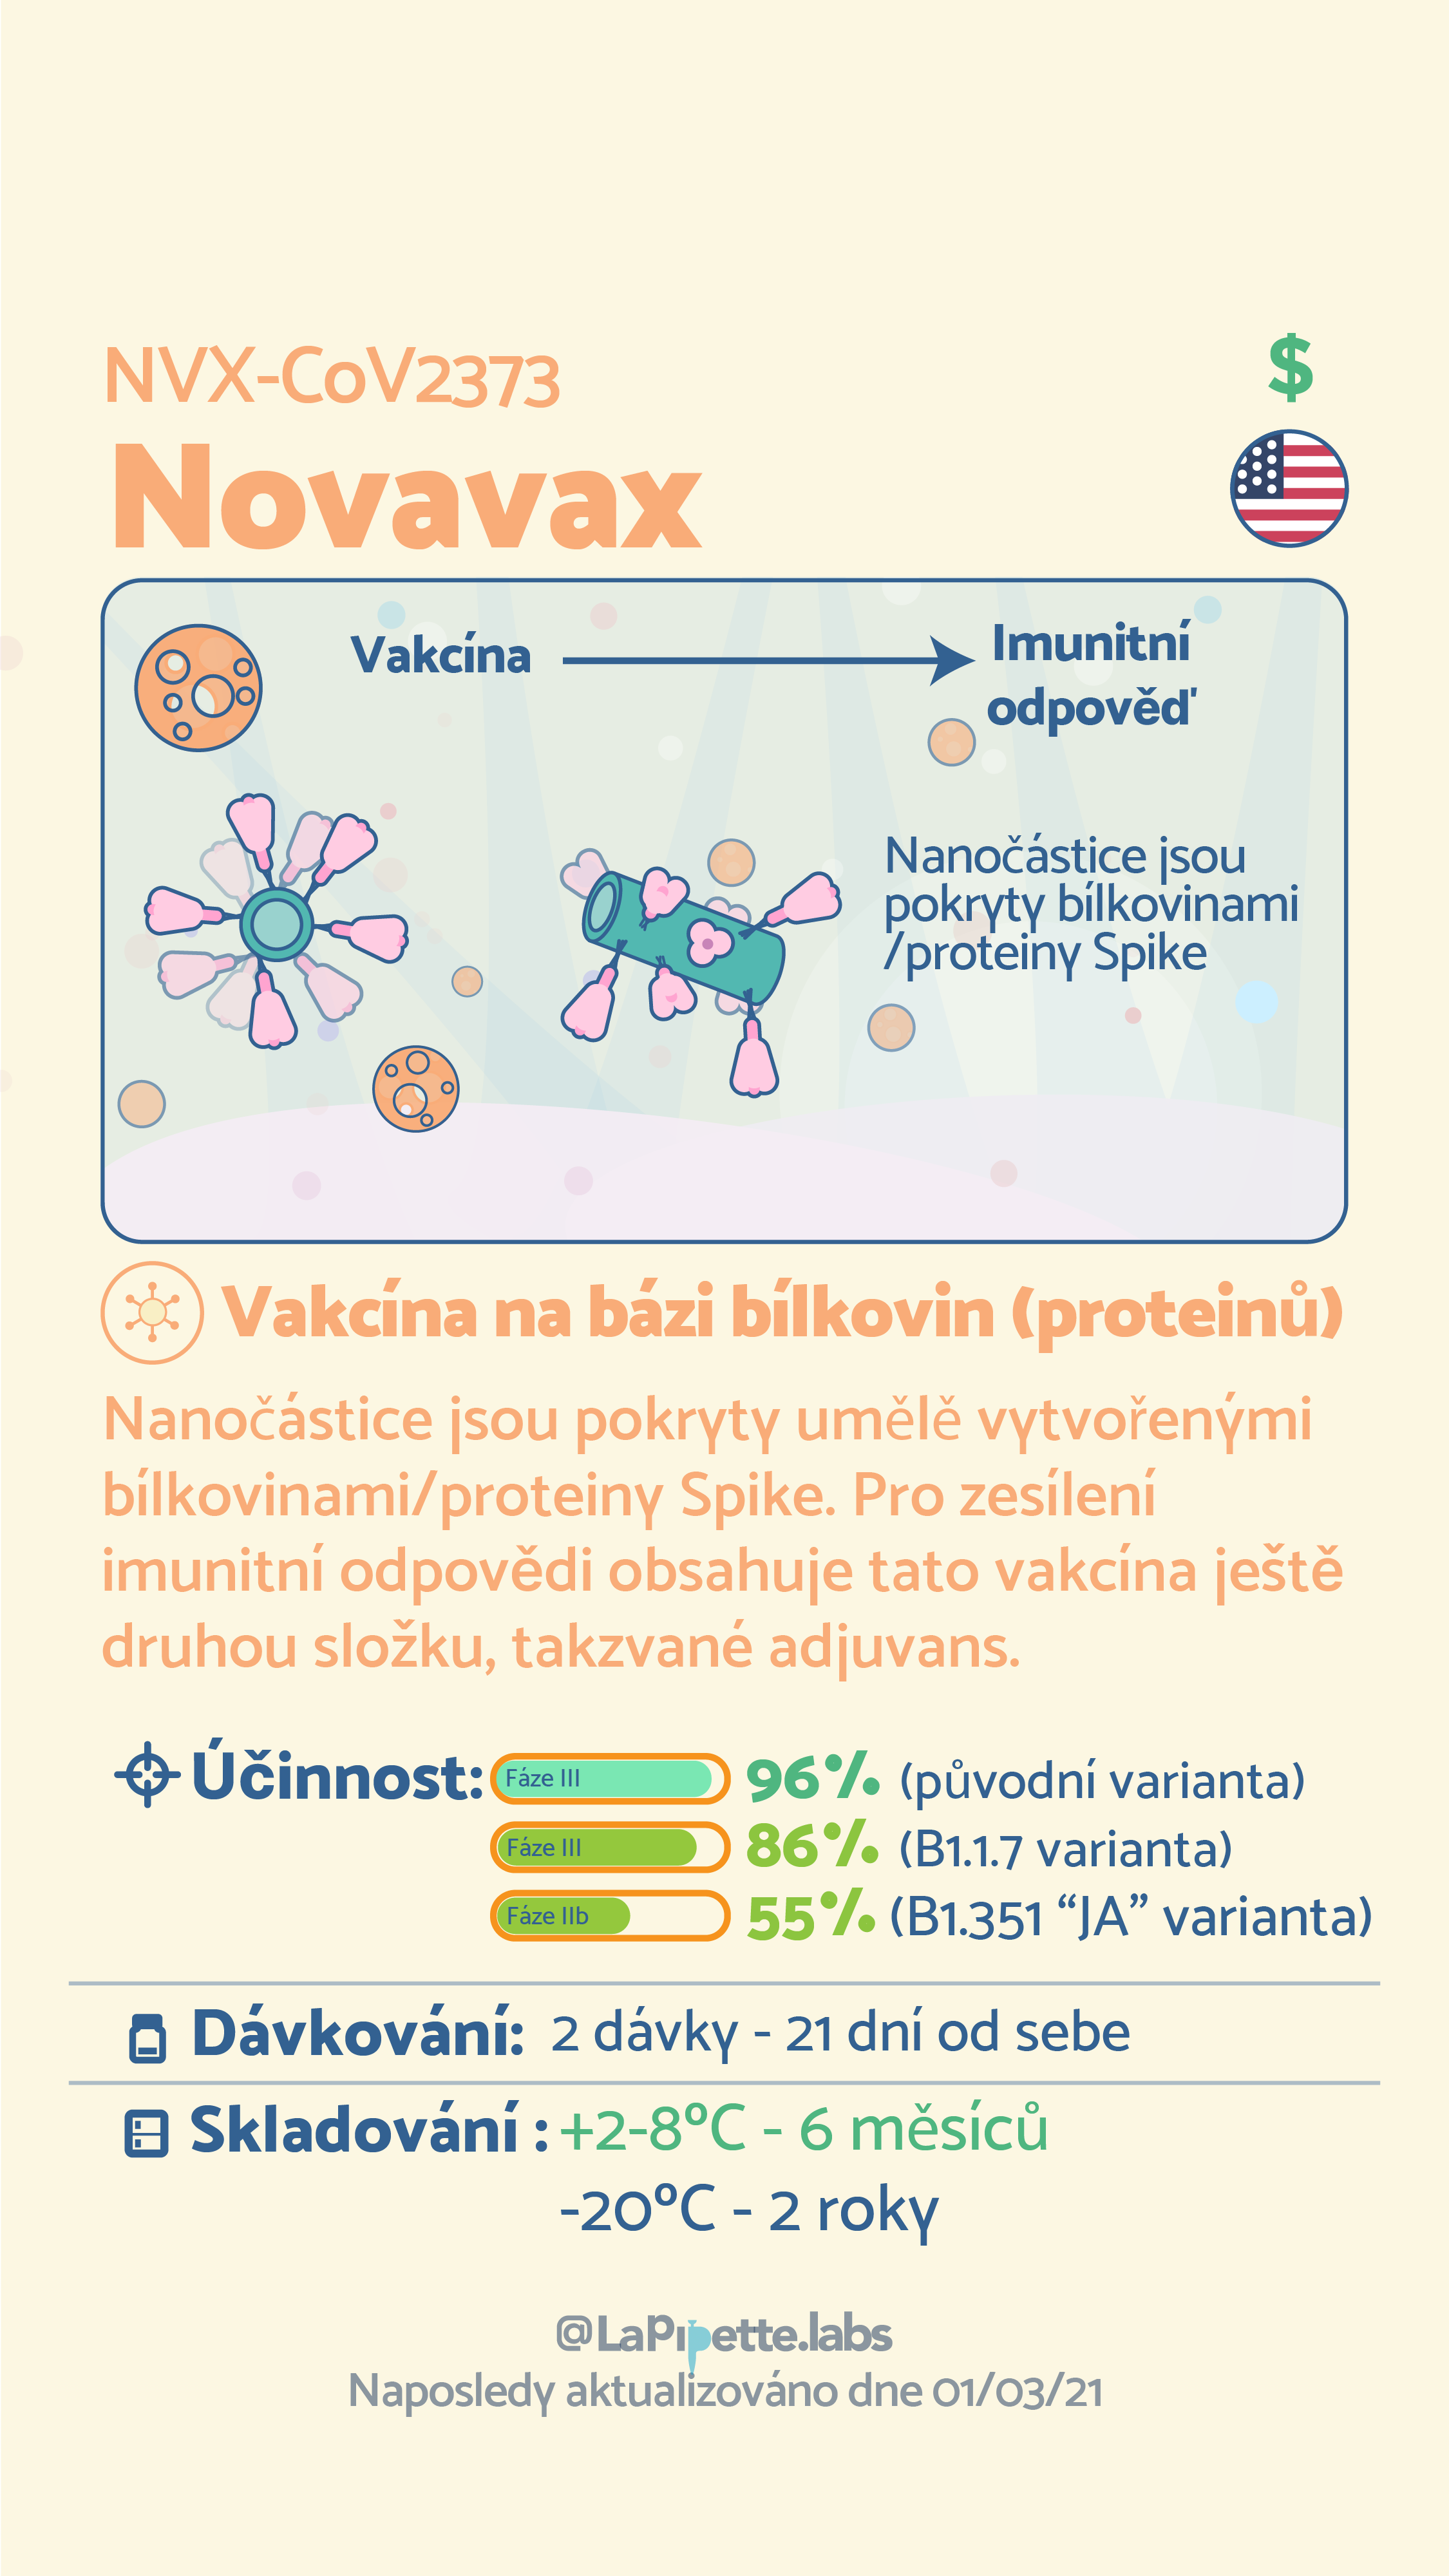 NVX-CoV2373
$
Novavax
Vakcína
Imunitní
odpověď
Nanočástice jsou
pokryty bílkovinami
/proteiny Spike
Vakcína na bázi bílkovin (proteinů)
Nanočástice jsou pokryty umělě vytvořenými
bílkovinami/proteiny Spike. Pro zesílení
imunitní odpovědi obsahuje tato vakcína ještě
druhou složku, takzvané adjuvans.
Účinnost: Fáze III 96% (původní varianta)
Fáze III 86% (B1.1.7 varianta)
Fáze IIb 55% (B1.351 “JA” varianta)
Dávkování: 2 dávky - 21 dní od sebe
Skladování : +2-8ºC - 6 měsíců
-20ºC - 2 roky
@LaPipette.labs
Naposledy aktualizováno dne 01/03/21